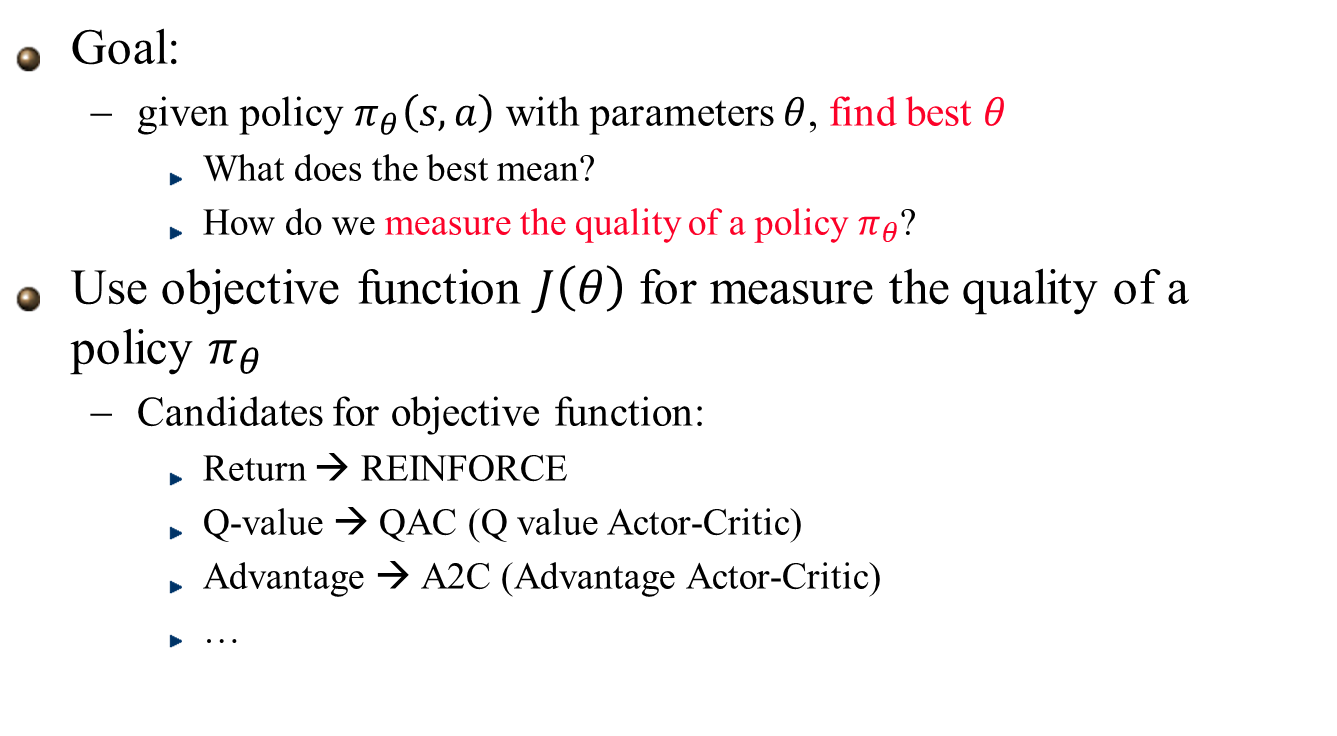 Goal:
– given policy π_θ(s, a) with parameters θ, find best θ
What does the best mean?
How do we measure the quality of a policy π_θ?
Use objective function J(θ) for measure the quality of a
policy π_θ
– Candidates for objective function:
Return → REINFORCE
Q-value → QAC (Q value Actor-Critic)
Advantage → A2C (Advantage Actor-Critic)
…